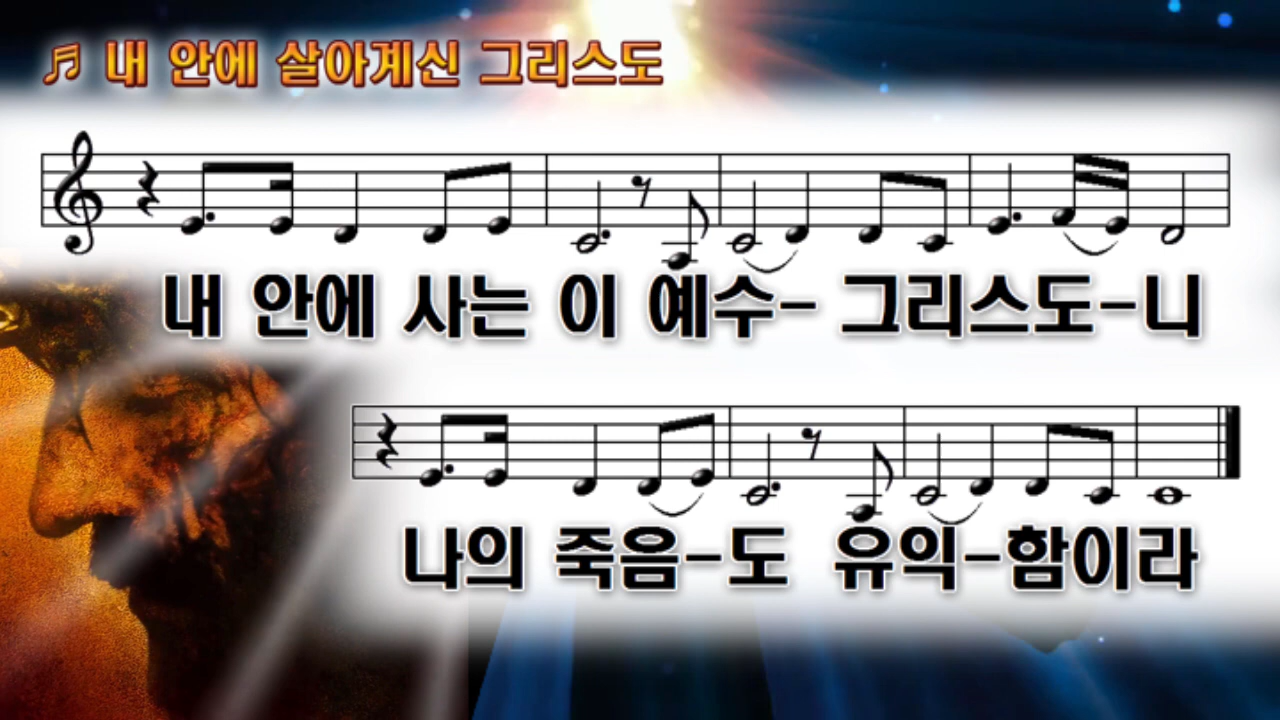 ♬ 내 안에 살아계신 그리스도
내 안에 사는 이 예수- 그리스도-니
나의 죽음-도 유익-함이라